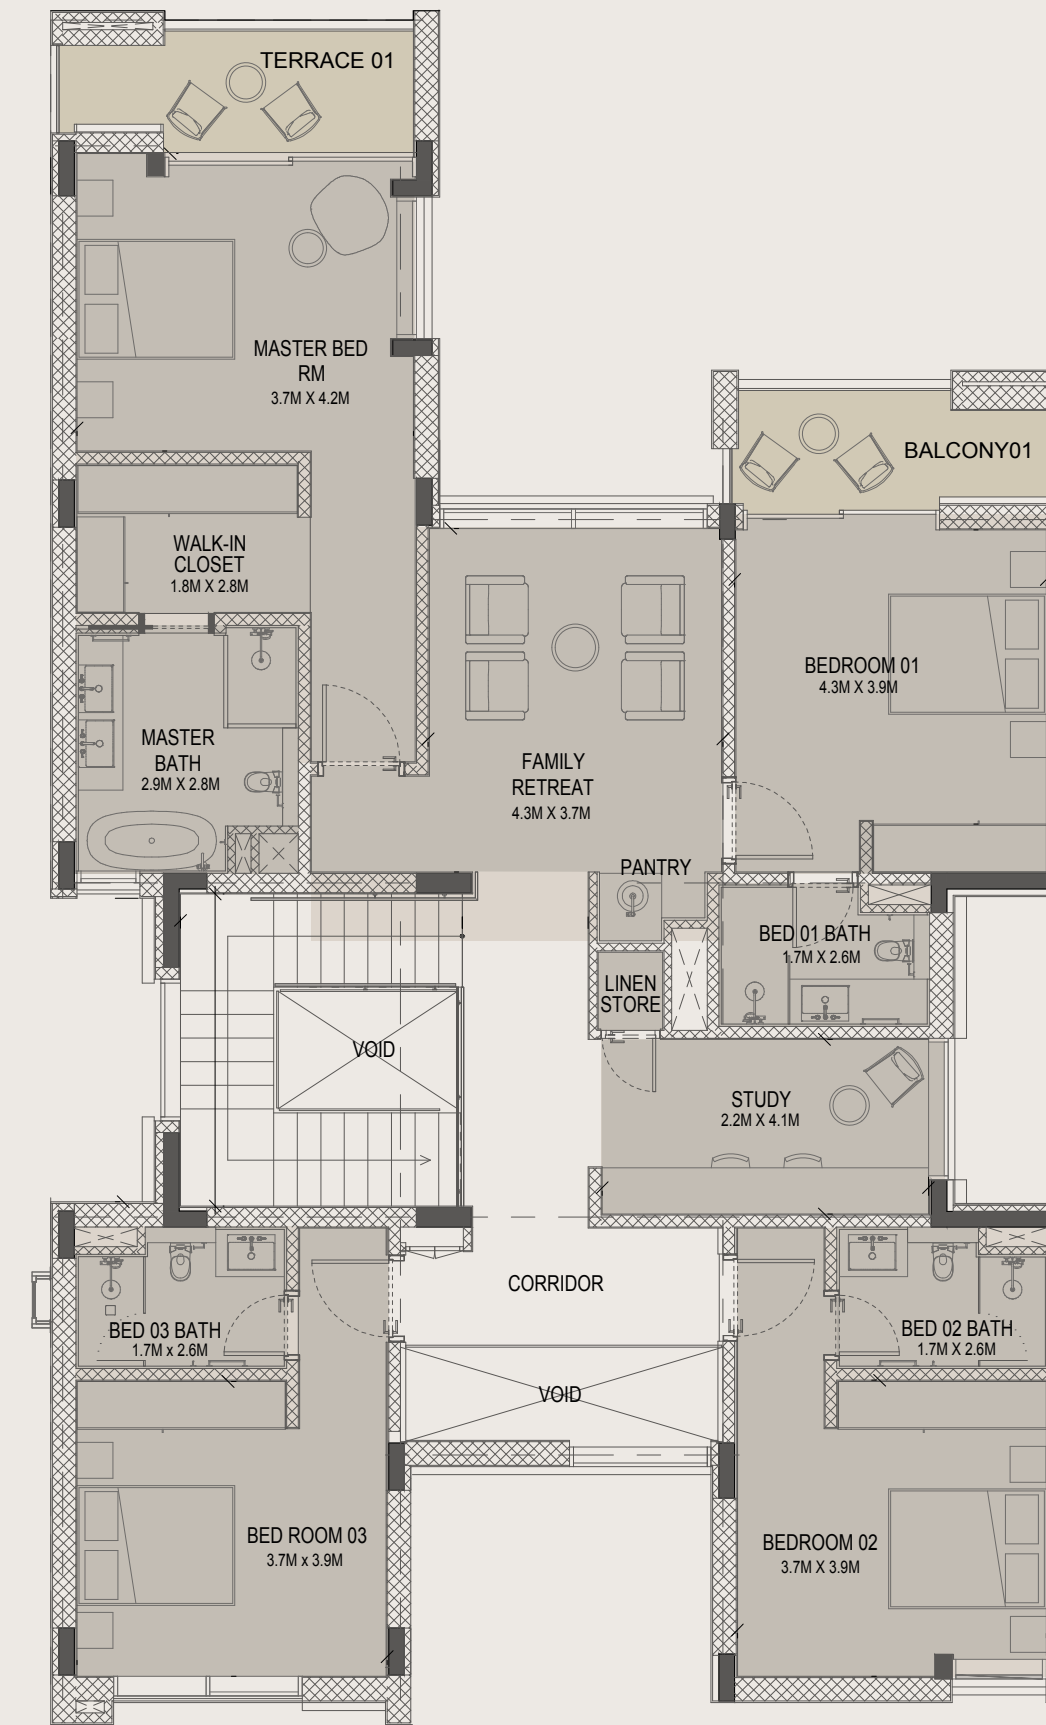 TERRACE 01
MASTER BED
RM
3.7M X 4.2M
BALCONY01
WALK-IN
CLOSET
1.8M X 2.8M
BEDROOM 01
4.3M X 3.9M
MASTER
BATH
2.9M X 2.8M
FAMILY
RETREAT
4.3M X 3.7M
PANTRY
BED 01 BATH
1.7M X 2.6M
LINEN
STORE
VOID
STUDY
2.2M X 4.1M
CORRIDOR
BED 03 BATH
1.7M x 2.6M
BED 02 BATH
1.7M X 2.6M
VOID
BED ROOM 03
3.7M x 3.9M
BEDROOM 02
3.7M X 3.9M